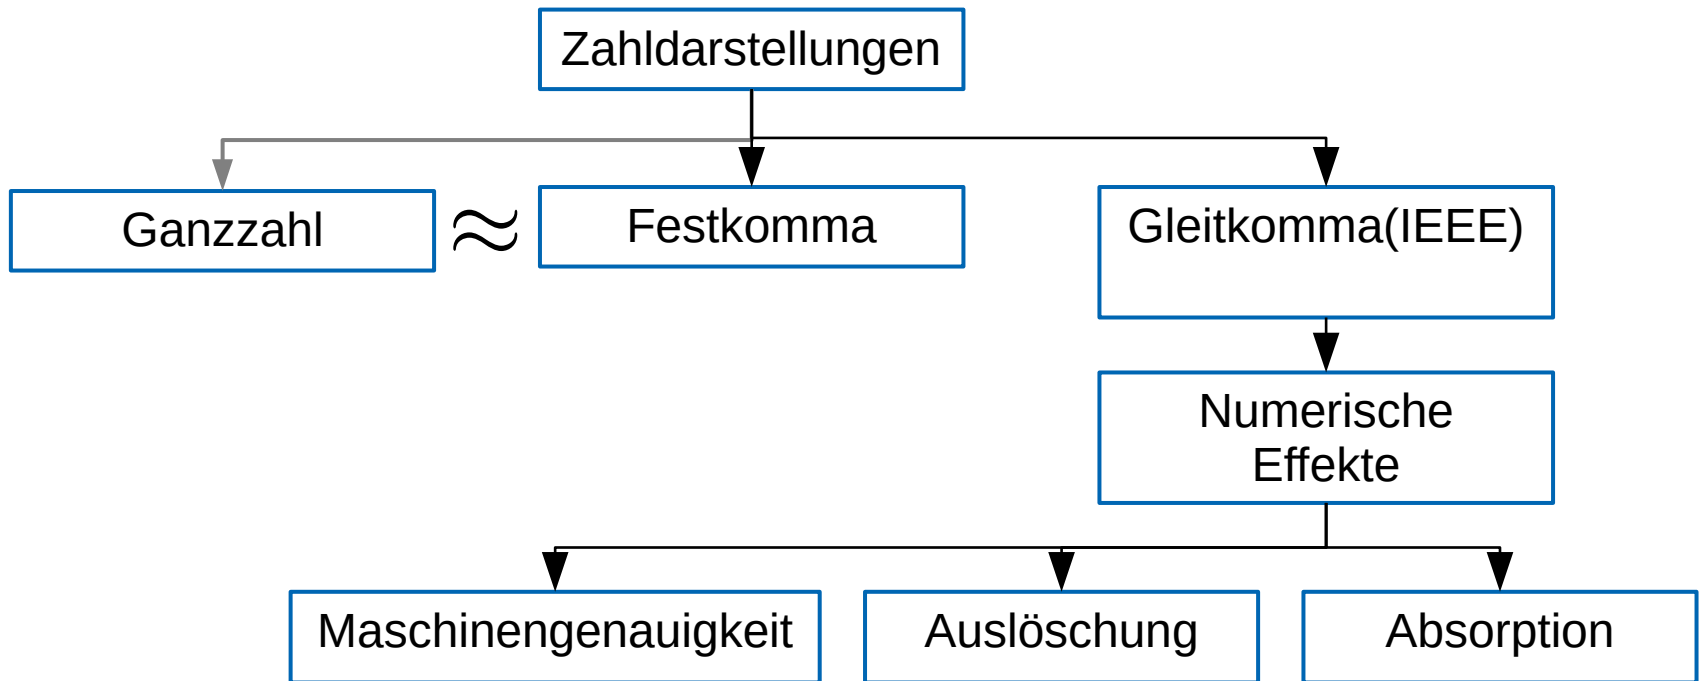 Zahldarstellungen
Ganzzahl
≈
Festkomma
Gleitkomma(IEEE)
Numerische
Effekte
Maschinengenauigkeit
Auslöschung
Absorption